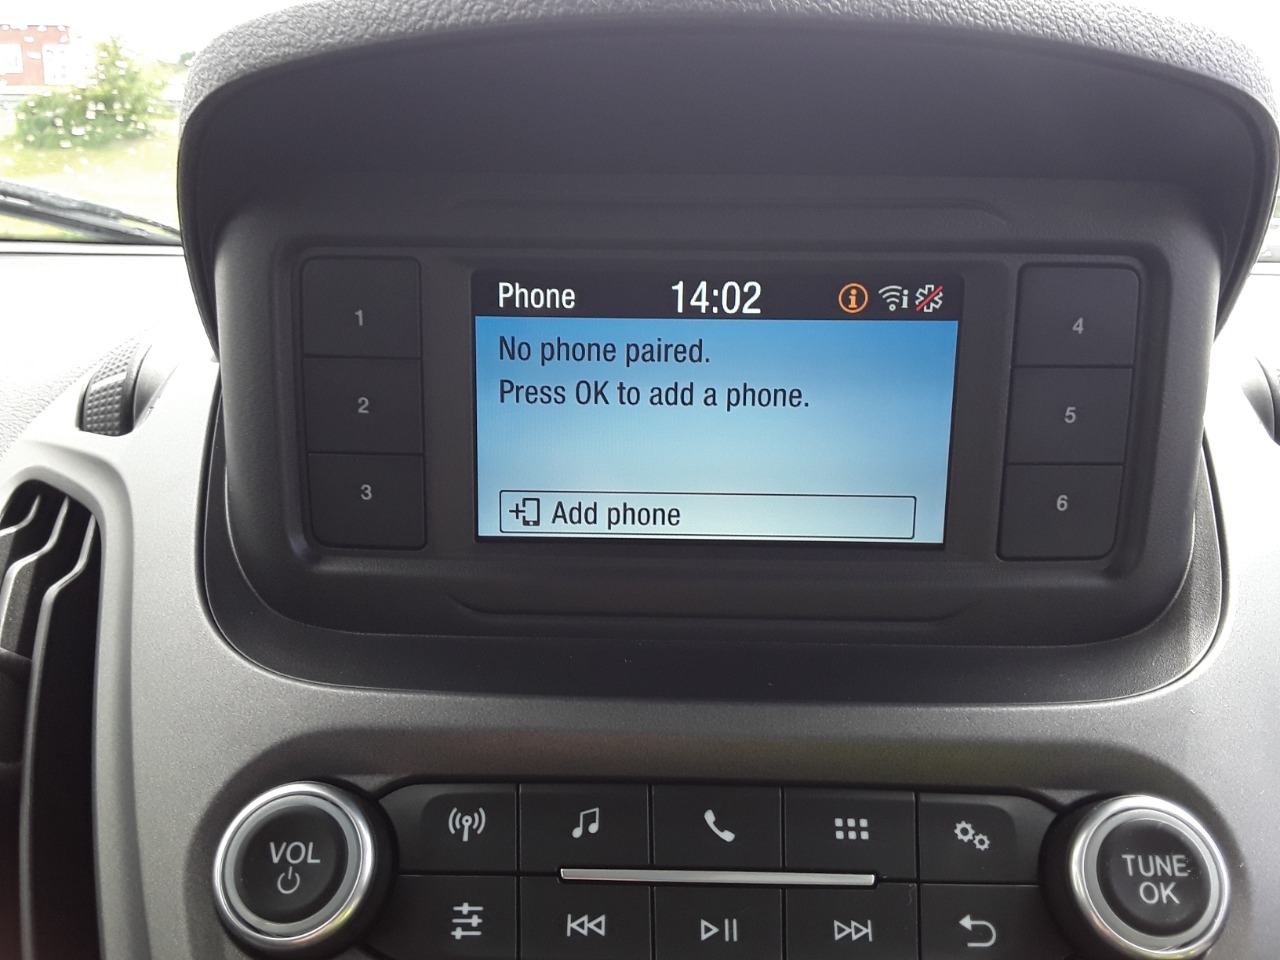 Phone 14:02
No phone paired.
Press OK to add a phone.
Add phone
1
2
3
4
5
6
VOL
TUNE
OK